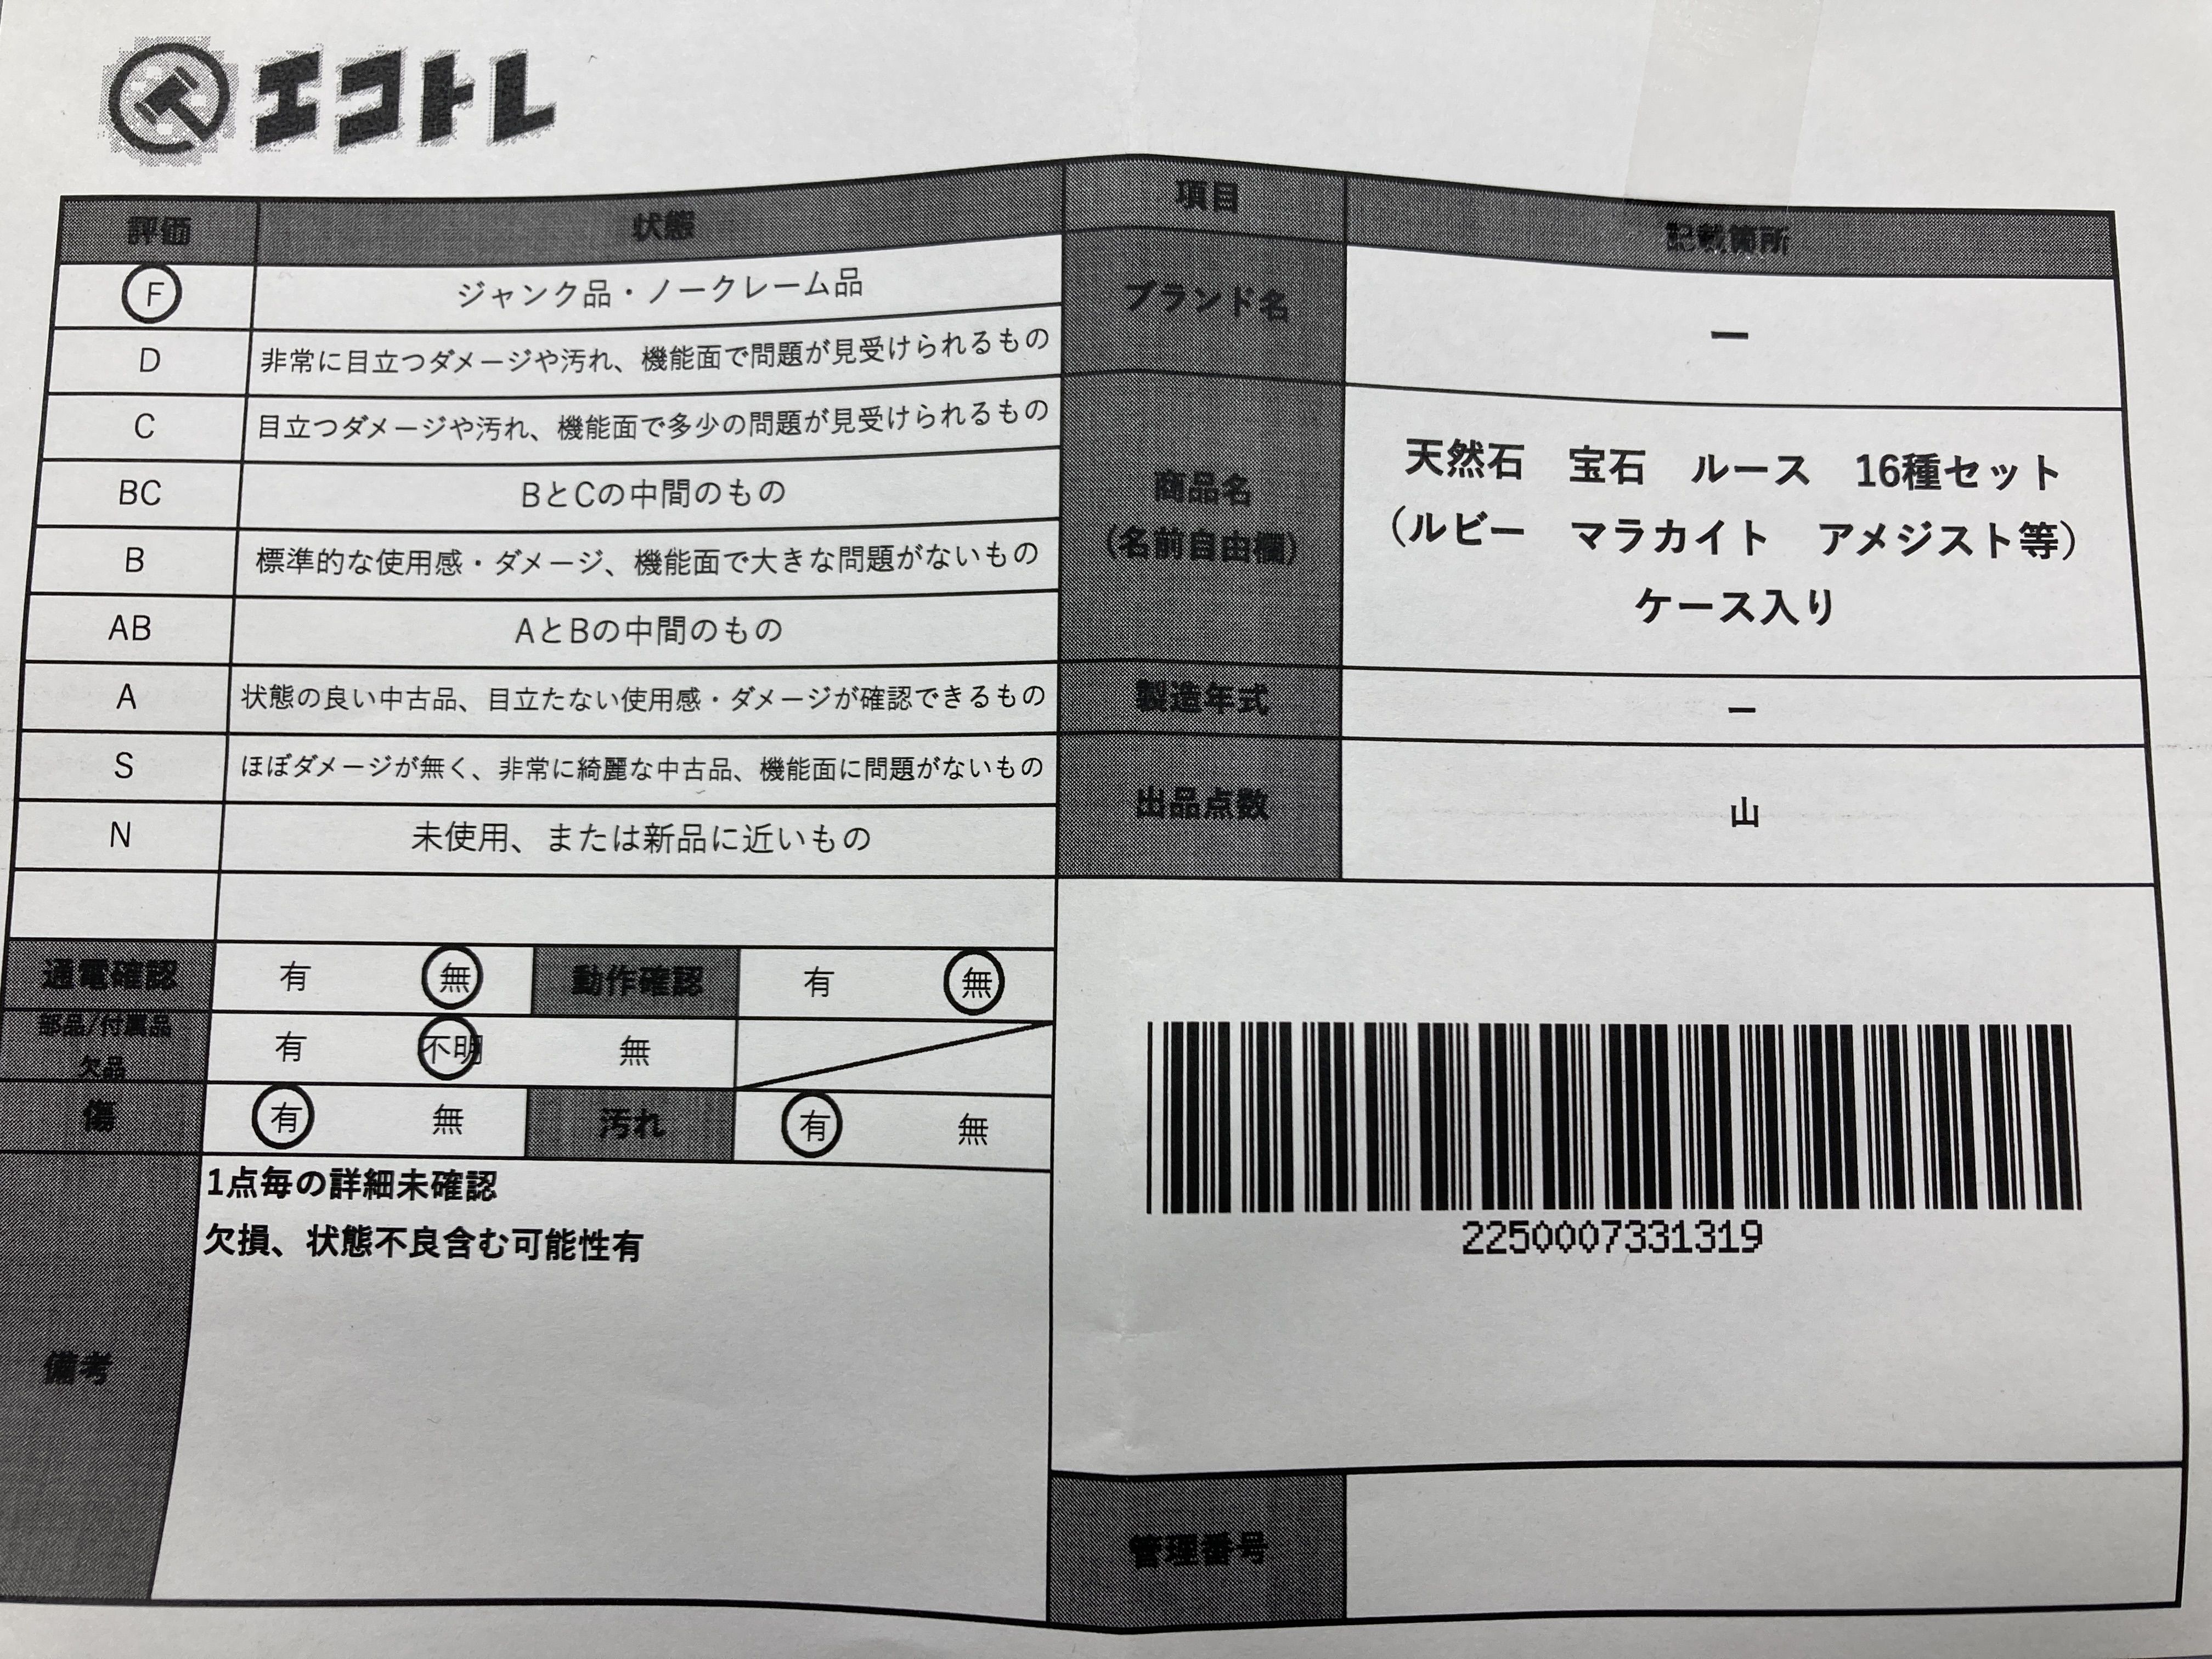 エコトレ
評価 状態
F ジャンク品・ノークレーム品
D 非常に目立つダメージや汚れ、機能面で問題が見受けられるもの
C 目立つダメージや汚れ、機能面で多少の問題が見受けられるもの
BC BとCの中間のもの
B 標準的な使用感・ダメージ、機能面で大きな問題がないもの
AB AとBの中間のもの
A 状態の良い中古品、目立たない使用感・ダメージが確認できるもの
S ほぼダメージが無く、非常に綺麗な中古品、機能面に問題がないもの
N 未使用、または新品に近いもの
通電確認 有 無 動作確認 有 無
部品/付属品
欠品 有 不明 無
傷 有 無 汚れ 有 無
備考
1点毎の詳細未確認
欠損、状態不良含む可能性有
項目 記載箇所
ブランド名 ー
商品名
(名前自由欄)
天然石 宝石 ルース 16種セット
(ルビー マラカイト アメジスト等)
ケース入り
製造年式 ー
出品点数 山
2250007331319
管理番号